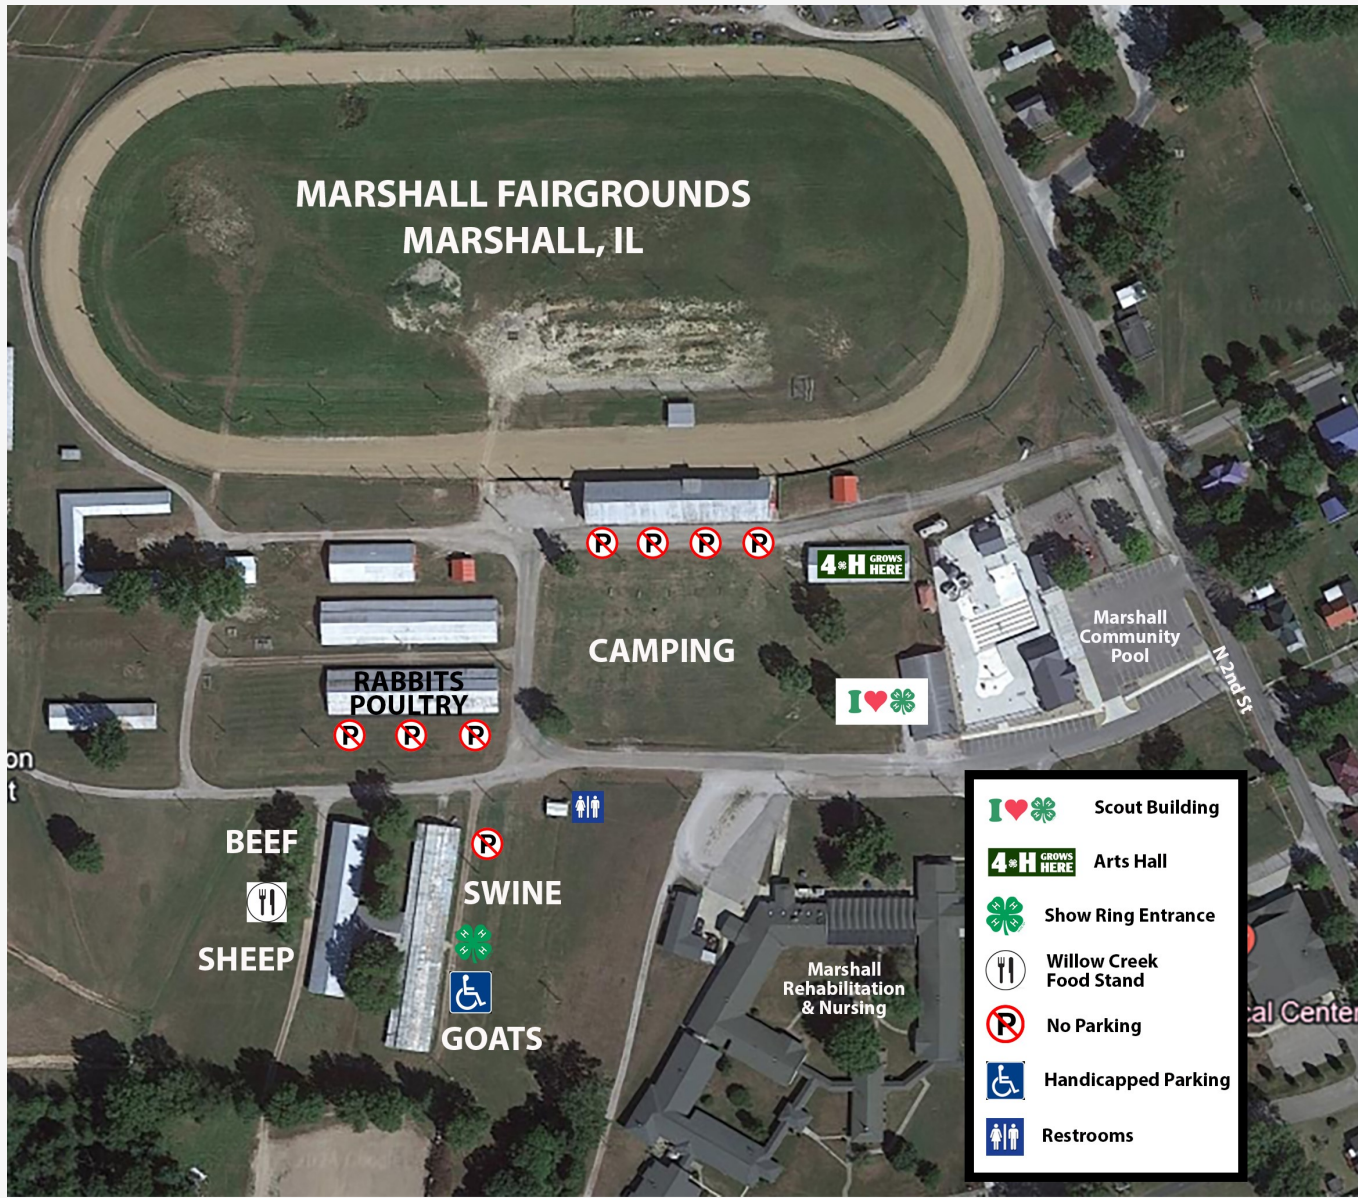 MARSHALL FAIRGROUNDS
MARSHALL, IL
P P P P
4 H GROWS
HERE
Marshall
Community
Pool
N 2nd St
CAMPING
RABBITS
POULTRY
I
P P P
on
t
BEEF
P
SWINE
SHEEP
H H H H
GOATS
Marshall
Rehabilitation
& Nursing
cal Center
I Scout Building
4 H GROWS
HERE
Arts Hall
H H H H
Show Ring Entrance
Willow Creek
Food Stand
P No Parking
Handicapped Parking
Restrooms